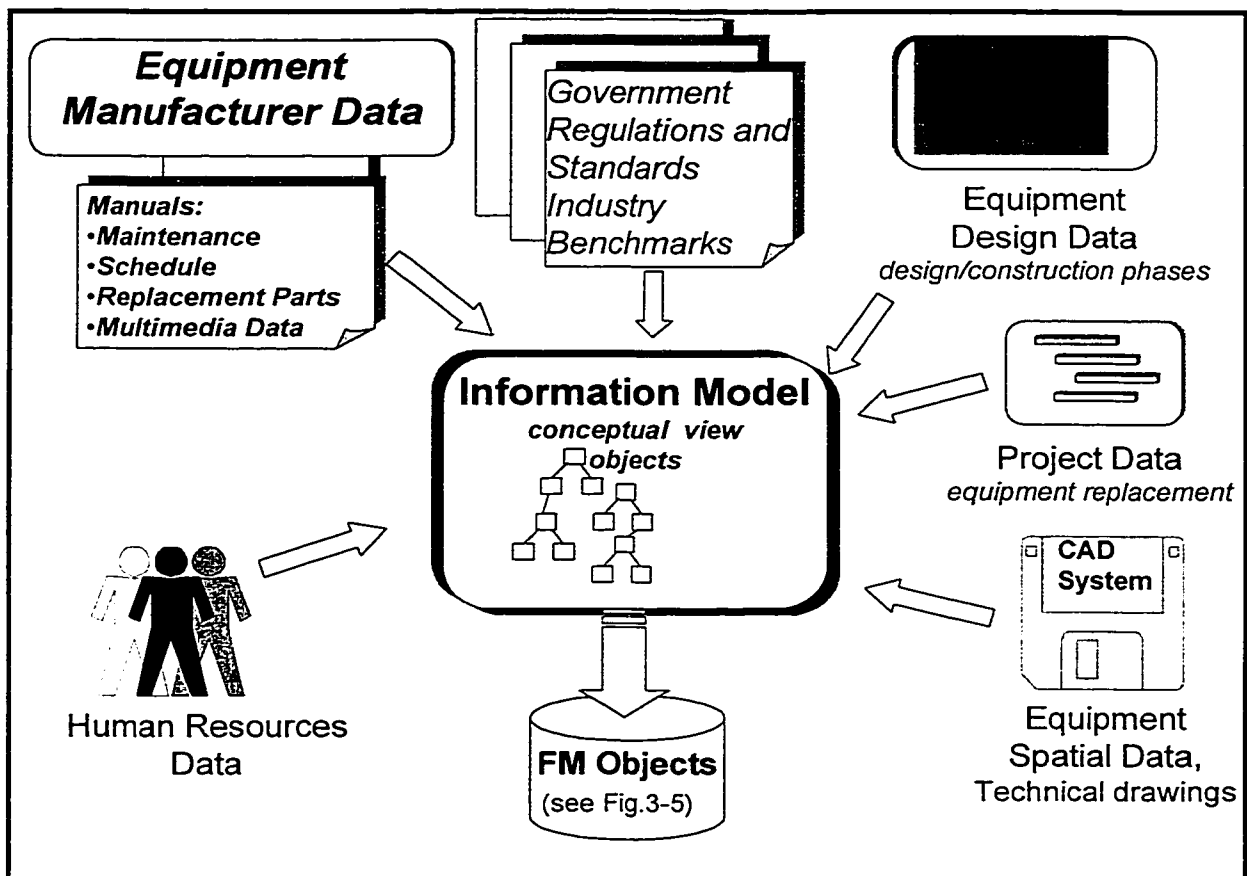 Equipment
Manufacturer Data
Manuals:
•Maintenance
•Schedule
•Replacement Parts
•Multimedia Data
Government
Regulations and
Standards
Industry
Benchmarks
Equipment
Design Data
design/construction phases
Information Model
conceptual view
objects
Project Data
equipment replacement
CAD
System
Human Resources
Data
Equipment
Spatial Data,
Technical drawings
FM Objects
(see Fig.3-5)